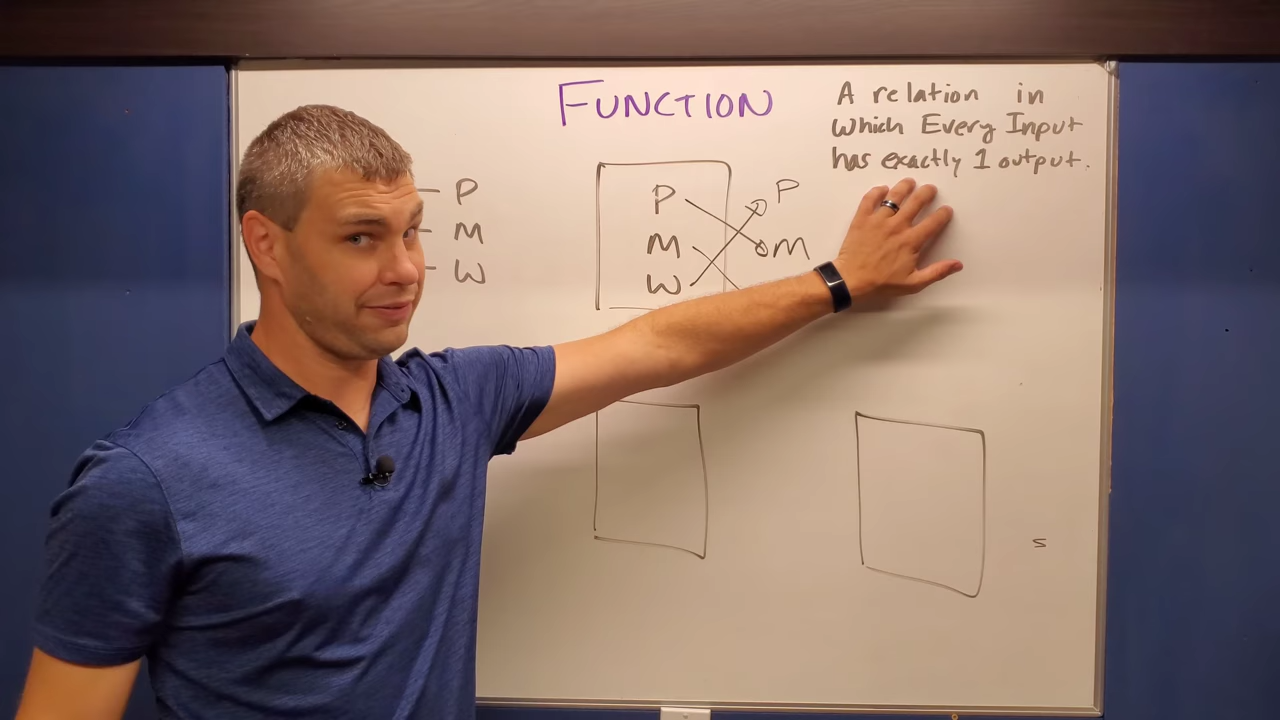 FUNCTION
A relation in
which Every Input
has exactly 1 output.
P
M
W
P
M
W
P
M
s